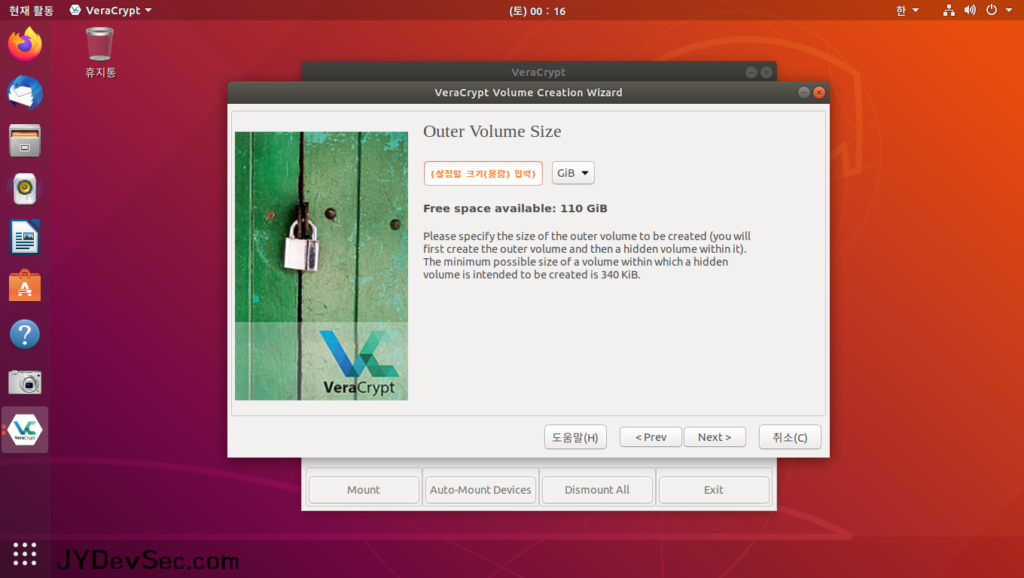 현재 활동
VeraCrypt
(토) 00 : 16
한
휴지통
VeraCrypt
VeraCrypt Volume Creation Wizard
Outer Volume Size
(설정할 크기(용량) 입력)
GiB
Free space available: 110 GiB
Please specify the size of the outer volume to be created (you will
first create the outer volume and then a hidden volume within it).
The minimum possible size of a volume within which a hidden
volume is intended to be created is 340 KiB.
VeraCrypt
VeraCrypt
도움말(H)
< Prev
Next >
취소(C)
Mount
Auto-Mount Devices
Dismount All
Exit
JYDevSec.com